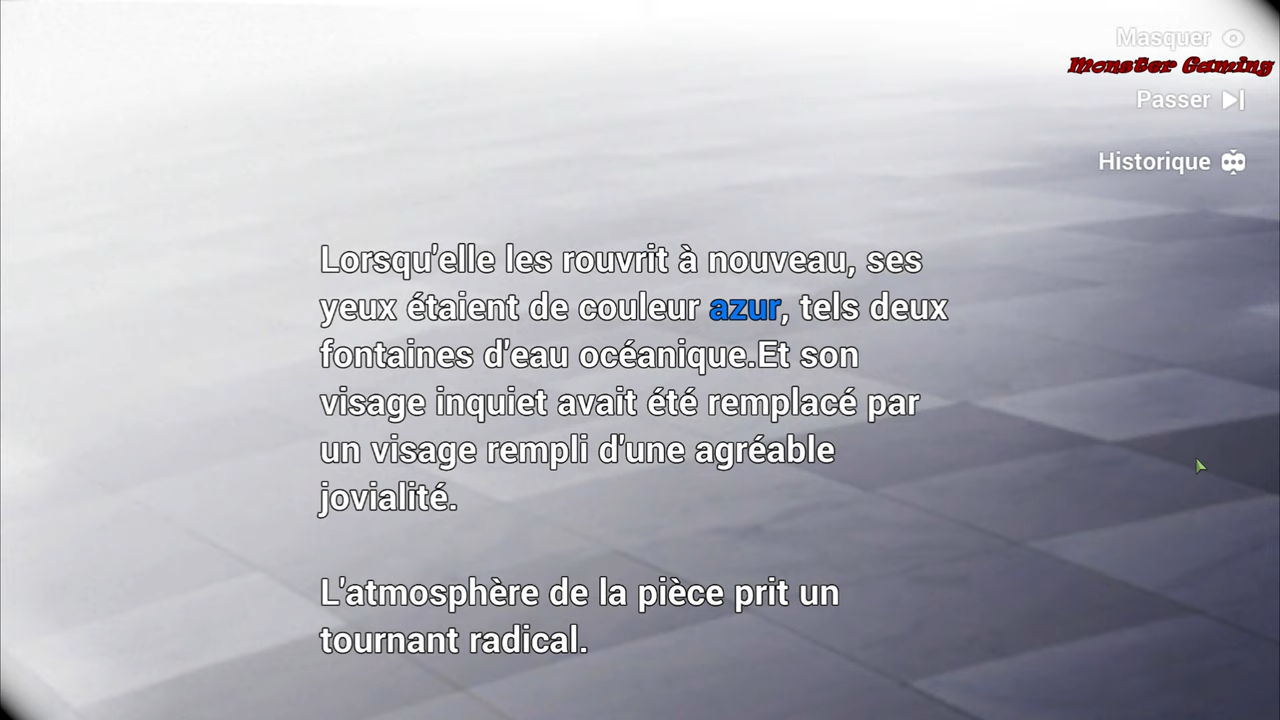 Masquer
Monster Gaming
Passer
Historique
Lorsqu'elle les rouvrit à nouveau, ses
yeux étaient de couleur azur, tels deux
fontaines d'eau océanique.Et son
visage inquiet avait été remplacé par
un visage rempli d'une agréable
jovialité.
L'atmosphère de la pièce prit un
tournant radical.